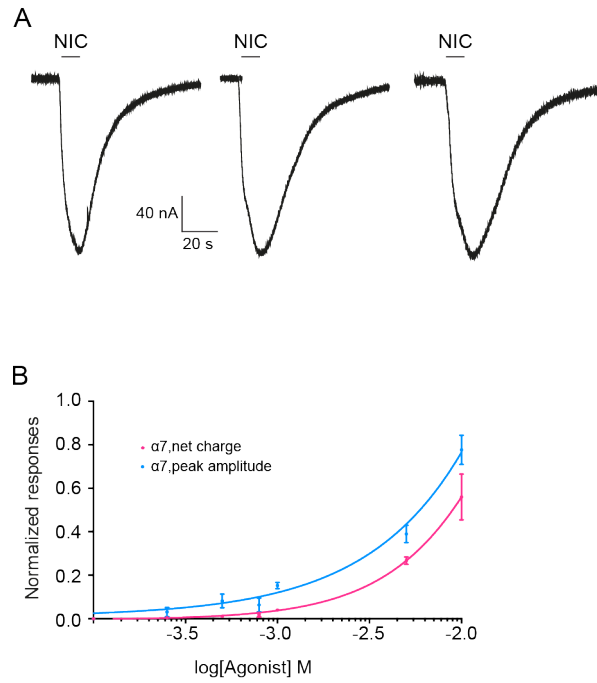 A
NIC NIC NIC
40 nA
20 s
B
Normalized responses
1.0
0.8
0.6
0.4
0.2
0.0
α7,net charge
α7,peak amplitude
-3.5 -3.0 -2.5 -2.0
log[Agonist] M